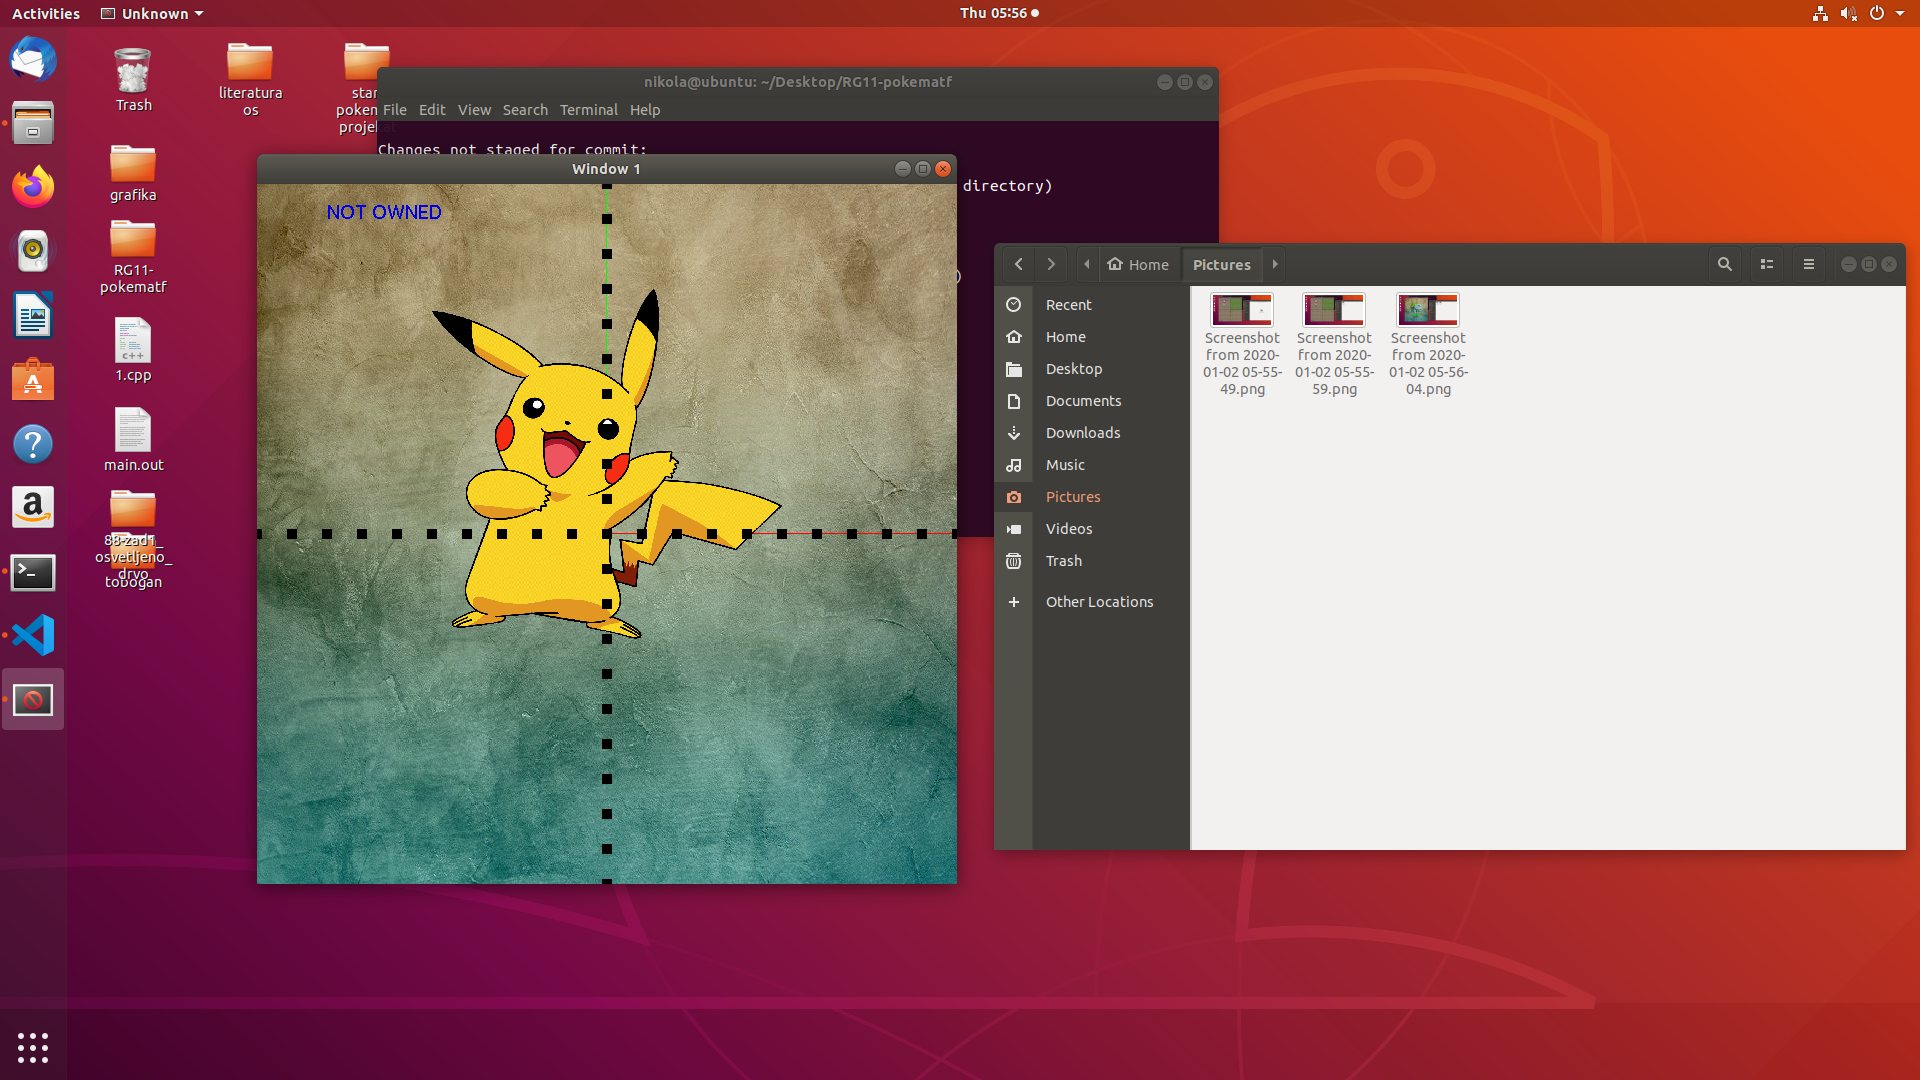 Activities
Unknown
Thu 05:56
Trash
literatura
os
star
pokem
projekat
grafika
RG11-
pokematf
c++
1.cpp
main.out
88-zad1_
osvetljeno_
drvo
tobogan
nikola@ubuntu: ~/Desktop/RG11-pokematf
File Edit View Search Terminal Help
Changes not staged for commit:
directory)
)
Window 1
NOT OWNED
Home
Pictures
Recent
Home
Desktop
Documents
Downloads
Music
Pictures
Videos
Trash
Other Locations
Screenshot
from 2020-
01-02 05-55-
49.png
Screenshot
from 2020-
01-02 05-55-
59.png
Screenshot
from 2020-
01-02 05-56-
04.png